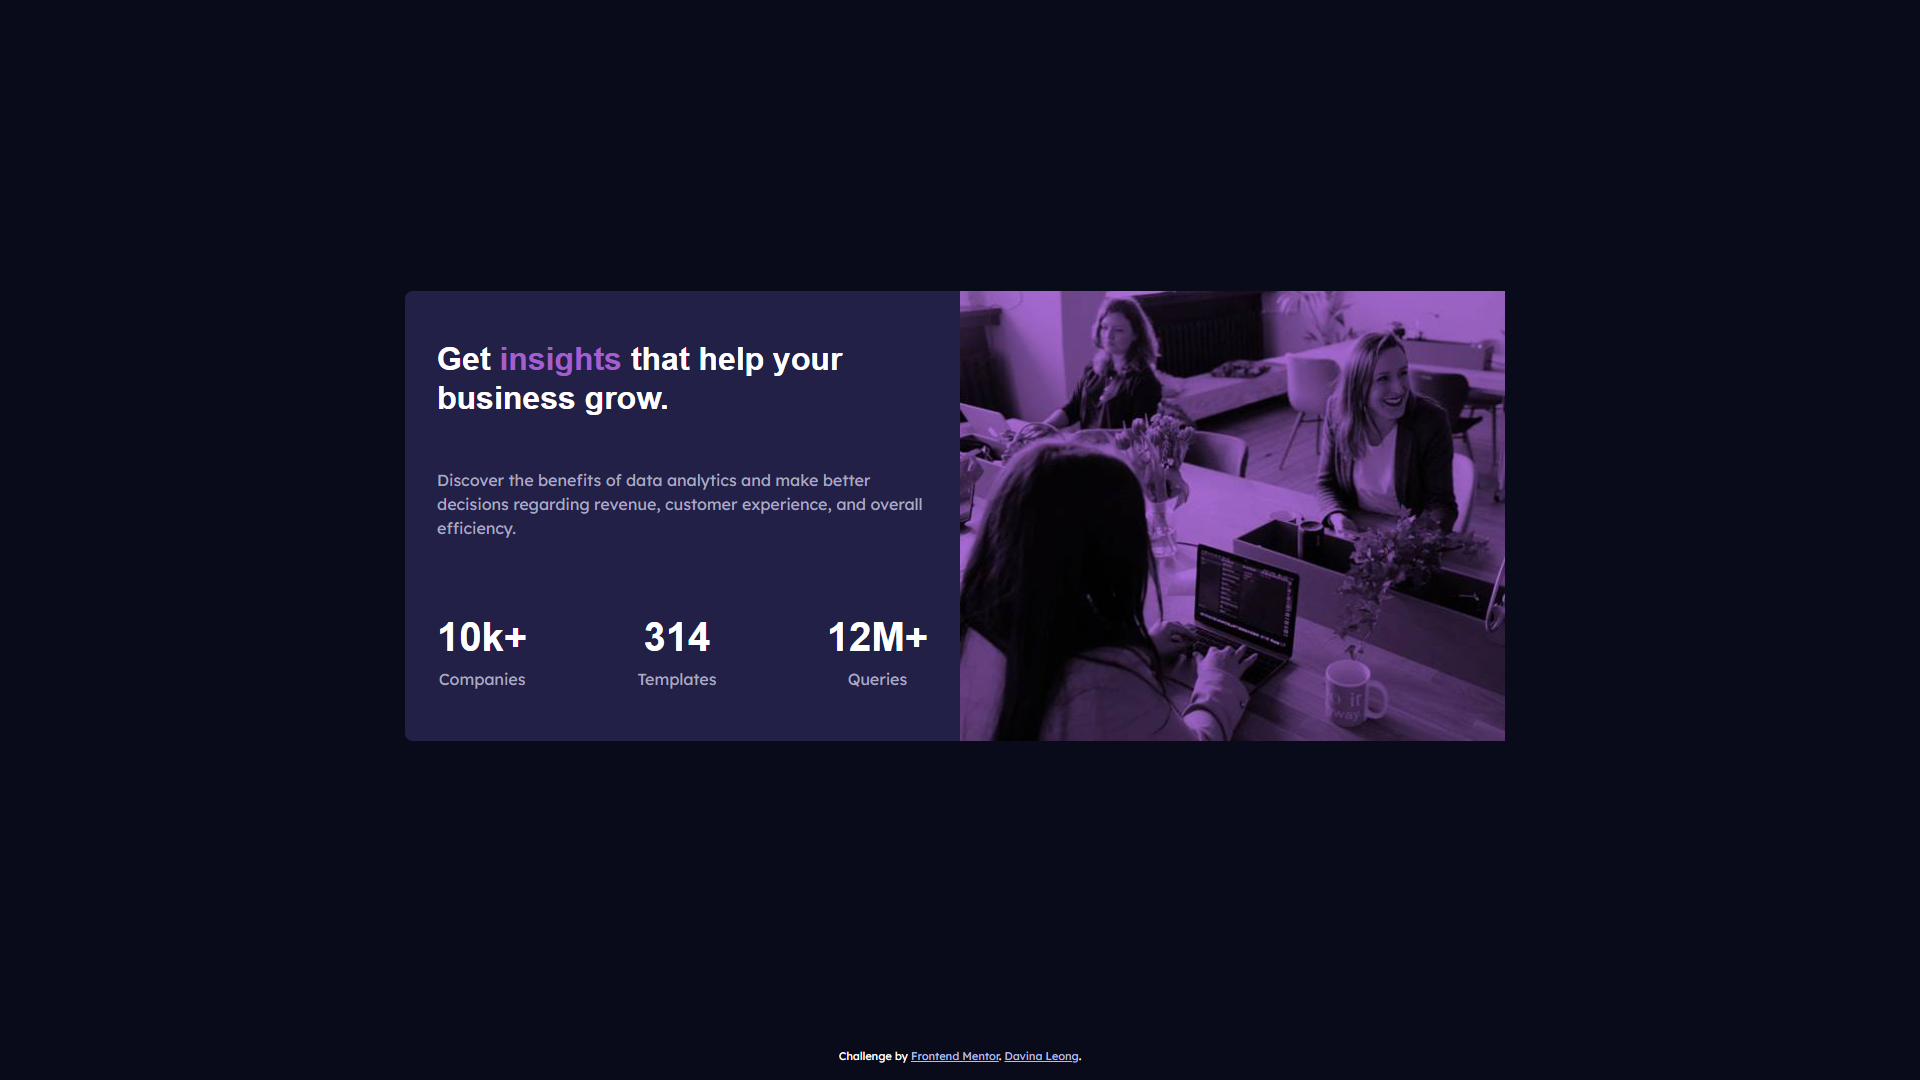 Get insights that help your
business grow.
Discover the benefits of data analytics and make better
decisions regarding revenue, customer experience, and overall
efficiency.
10k+ 314 12M+
Companies Templates Queries
way
Challenge by Frontend Mentor. Davina Leong.